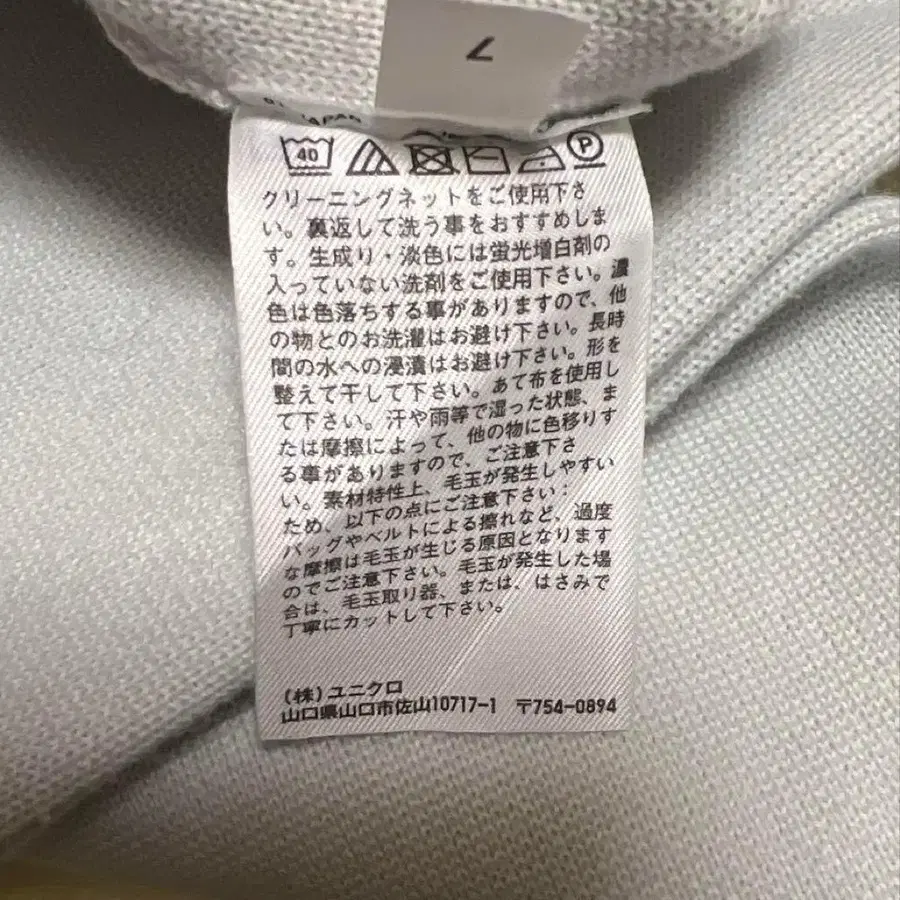 L
JAPAN
40
P
クリーニングネットをご使用下さ
い。裏返して洗う事をおすすめしま
す。生成り・淡色には蛍光増白剤の
入っていない洗剤をご使用下さい。濃
色は色落ちする事がありますので、他
の物とのお洗濯はお避け下さい。長時
間の水への浸漬はお避け下さい。形を
整えて干して下さい。あて布を使用し
て下さい。汗や雨等で湿った状態、ま
たは摩擦によって、他の物に色移りす
る事がありますので、ご注意下さ
い。素材特性上、毛玉が発生しやすい
ため、以下の点にご注意下さい：
バッグやベルトによる擦れなど、過度
な摩擦は毛玉が生じる原因となります
のでご注意下さい。毛玉が発生した場
合は、毛玉取り器、または、はさみで
丁寧にカットして下さい。
(株)ユニクロ
山口県山口市佐山10717-1 〒754-0894